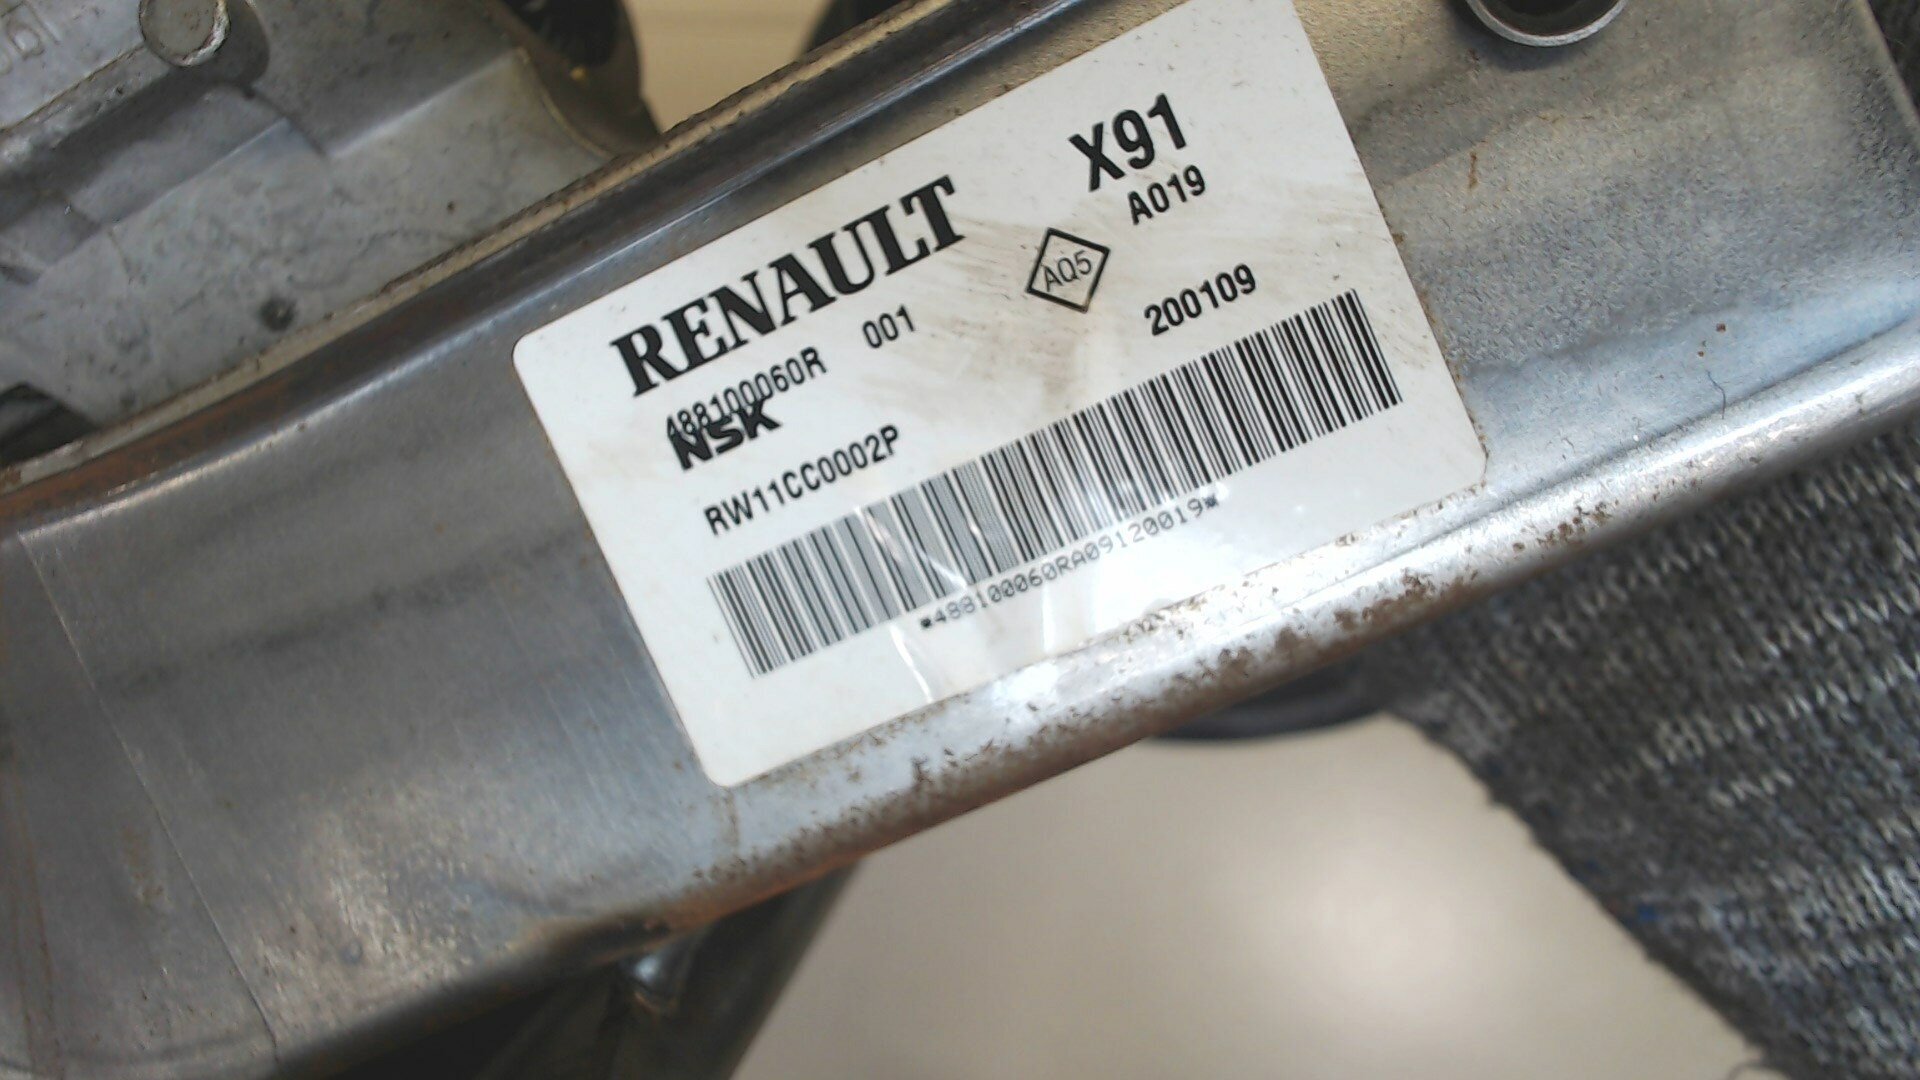 X91
A019
RENAULT
AQ5
488100060R 001
200109
NSK
RW11CC0002P
*488100060RA09120019*